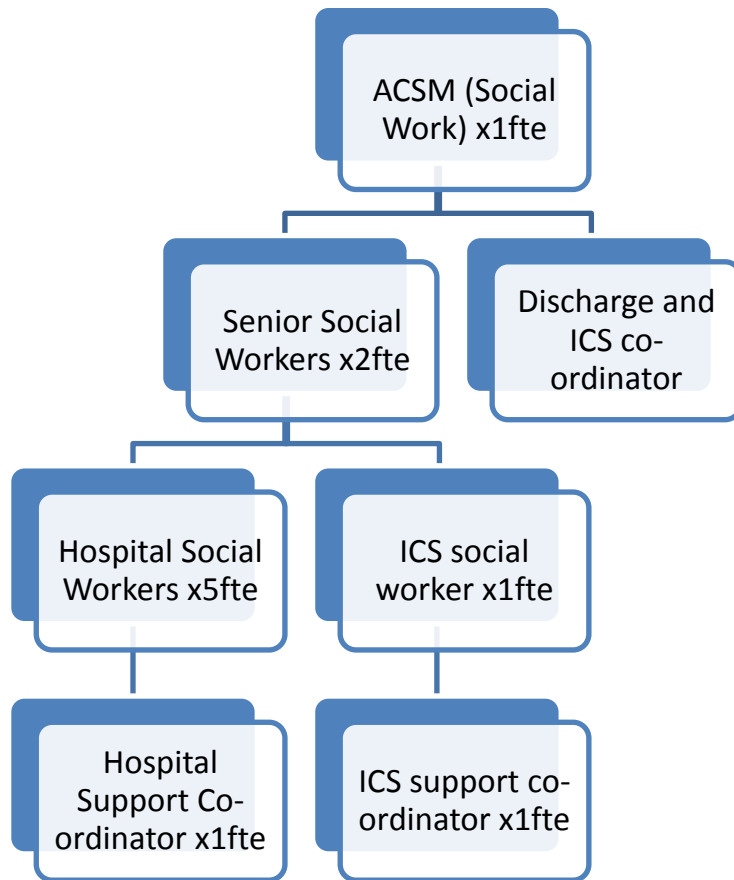 ACSM (Social
Work) x1fte
Senior Social
Workers x2fte
Discharge and
ICS co-
ordinator
Hospital Social
Workers x5fte
ICS social
worker x1fte
Hospital
Support Co-
ordinator x1fte
ICS support co-
ordinator x1fte